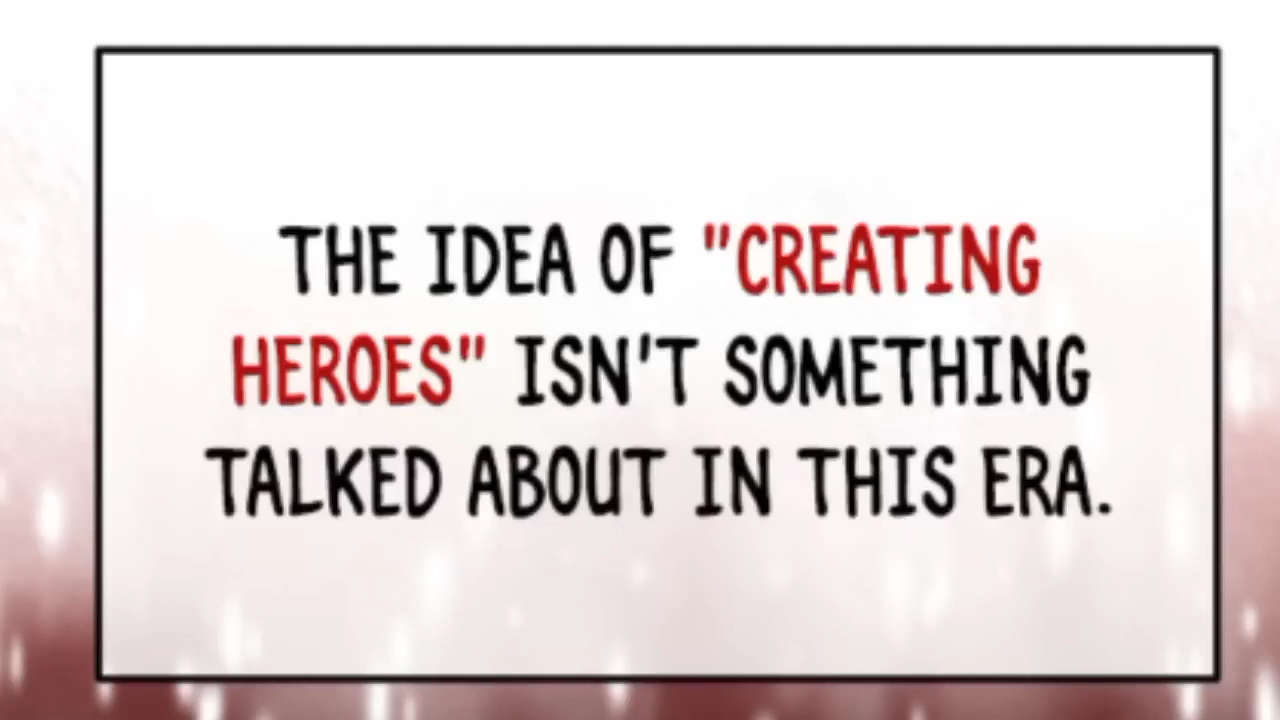 THE IDEA OF "CREATING
HEROES" ISN'T SOMETHING
TALKED ABOUT IN THIS ERA.